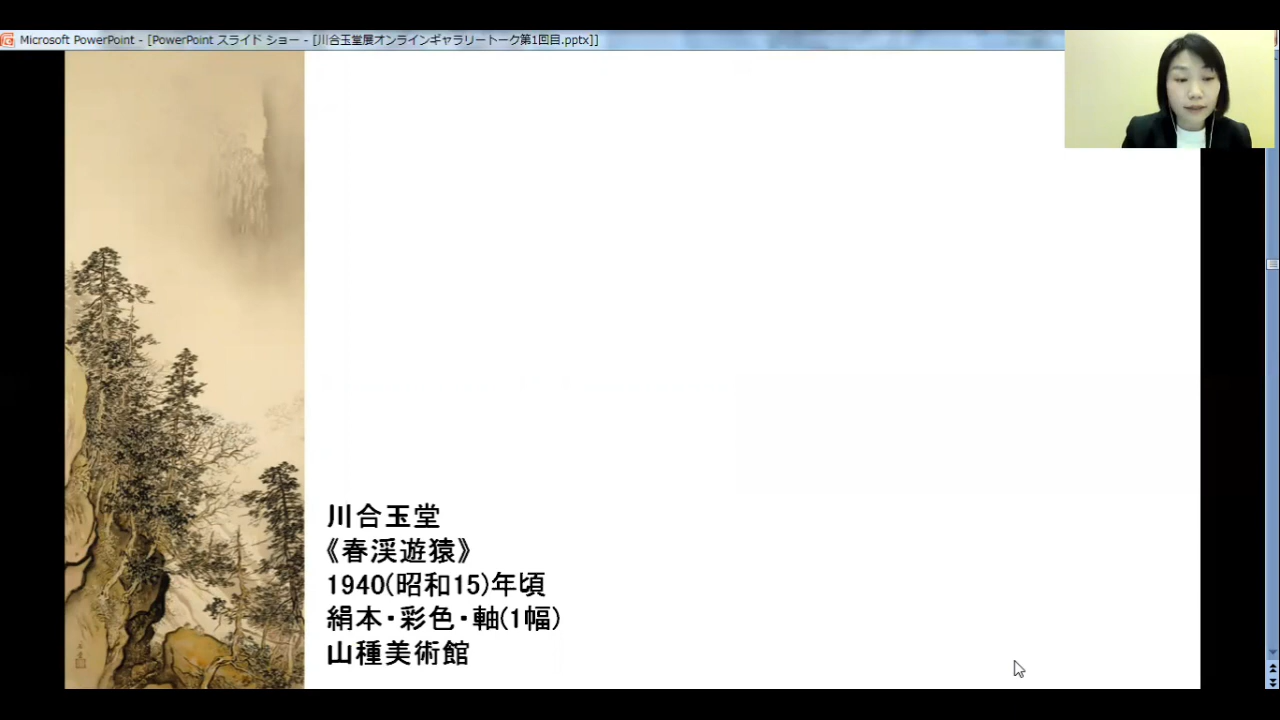 Microsoft PowerPoint - [PowerPoint スライド ショー - [川合玉堂展オンラインギャラリートーク第1回目.pptx]]
川合玉堂
《春渓遊猿》
1940(昭和15)年頃
絹本・彩色・軸(1幅)
山種美術館